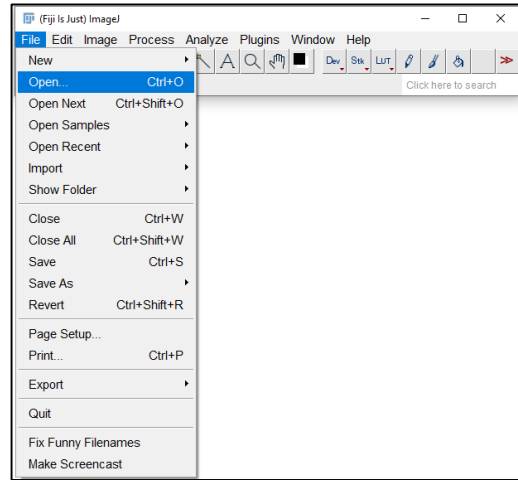 (Fiji Is Just) ImageJ
File Edit Image Process Analyze Plugins Window Help
New
A Dev Stk LUT
Open... Ctrl+O
Click here to search
Open Next Ctrl+Shift+O
Open Samples
Open Recent
Import
Show Folder
Close Ctrl+W
Close All Ctrl+Shift+W
Save Ctrl+S
Save As
Revert Ctrl+Shift+R
Page Setup...
Print... Ctrl+P
Export
Quit
Fix Funny Filenames
Make Screencast